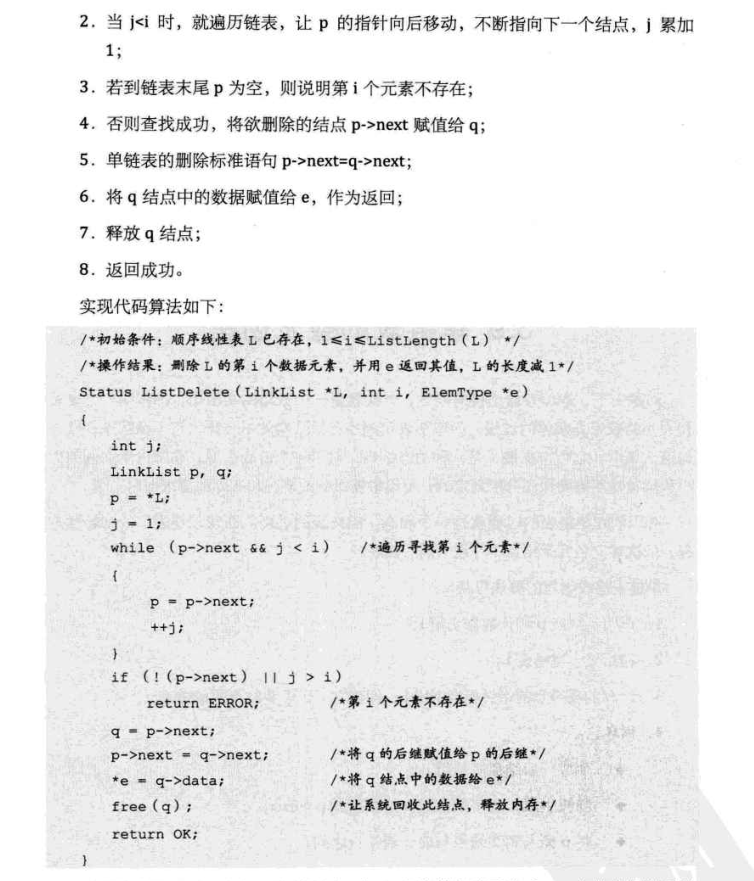 2．当 j<i 时，就遍历链表，让 p 的指针向后移动，不断指向下一个结点，j 累加
1；
3．若到链表末尾 p 为空，则说明第 i 个元素不存在；
4．否则查找成功，将欲删除的结点 p->next 赋值给 q；
5．单链表的删除标准语句 p->next=q->next；
6．将 q 结点中的数据赋值给 e，作为返回；
7．释放 q 结点；
8．返回成功。
实现代码算法如下：
/*初始条件：顺序线性表 L 已存在，1≤i≤ListLength(L) */
/*操作结果：删除 L 的第 i 个数据元素，并用 e 返回其值，L 的长度减 1*/
Status ListDelete(LinkList *L, int i, ElemType *e)
{
int j;
LinkList p, q;
p = *L;
j = 1;
while (p->next && j < i) /*遍历寻找第 i 个元素*/
{
p = p->next;
++j;
}
if (!(p->next) || j > i)
return ERROR; /*第 i 个元素不存在*/
q = p->next;
p->next = q->next; /*将 q 的后继赋值给 p 的后继*/
*e = q->data; /*将 q 结点中的数据给 e*/
free(q); /*让系统回收此结点，释放内存*/
return OK;
}